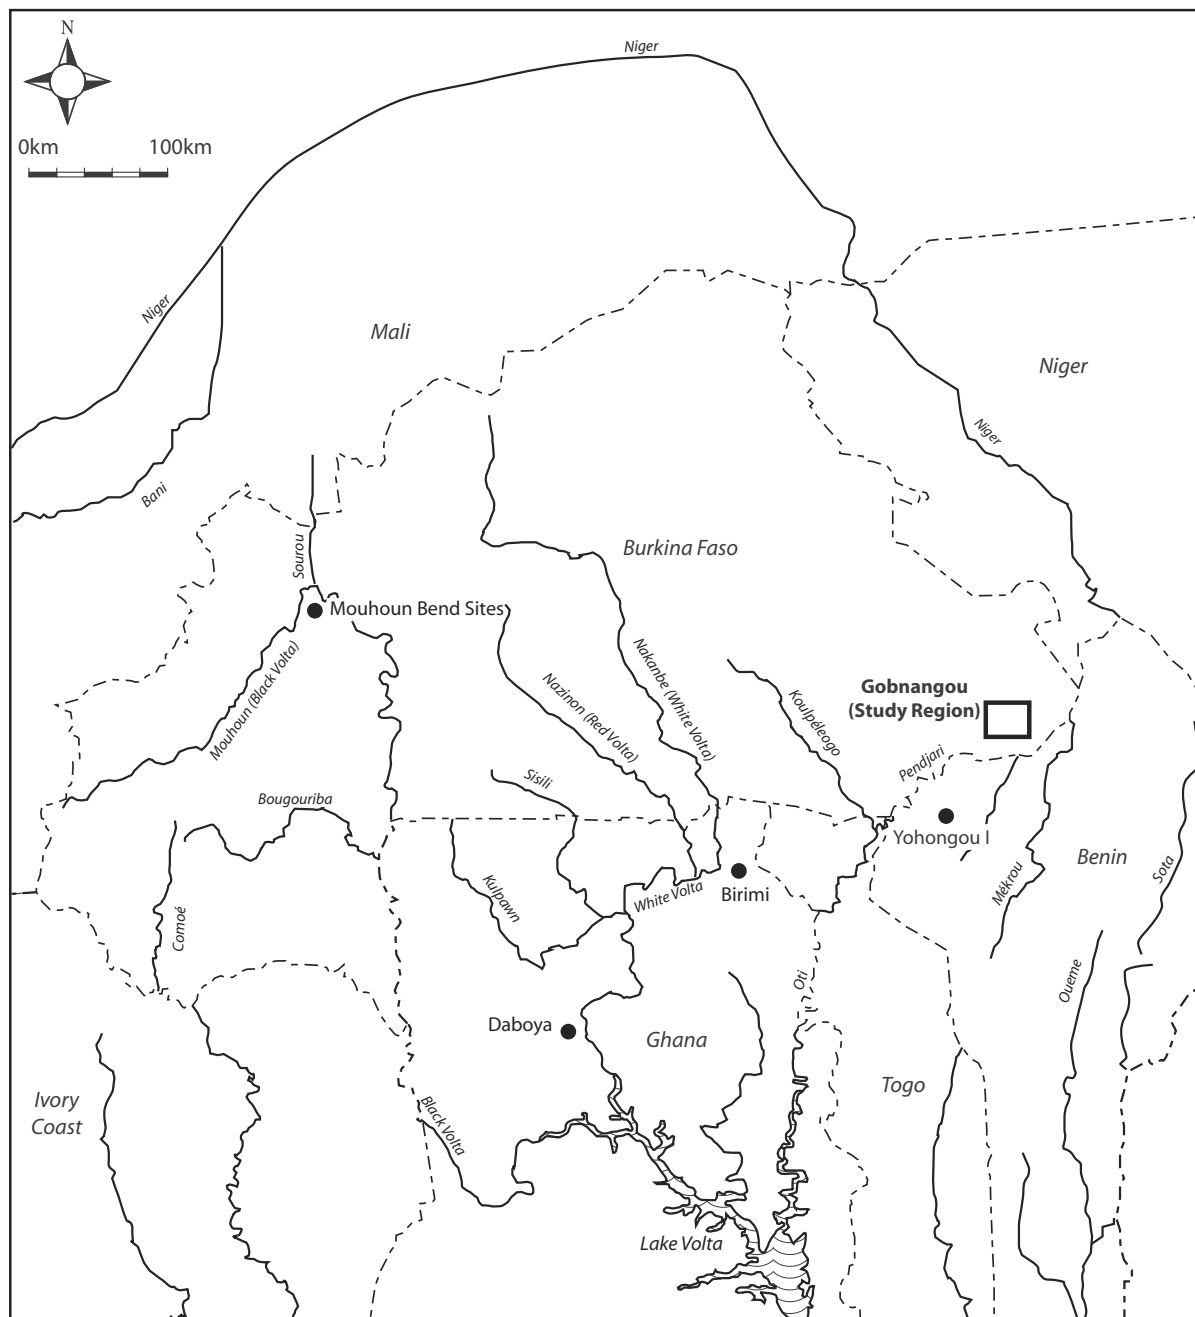 N
0km 100km
Niger
Niger
Mali
Niger
Niger
Bani
Sourou
Burkina Faso
Mouhoun Bend Sites
Mouhoun (Black Volta)
Nazinon (Red Volta)
Nakanbe (White Volta)
Koulpéleogo
Gobnangou
(Study Region)
Pendjari
Sisili
Bougouriba
Yohongou I
Benin
Sota
Mékrou
Kulpawn
White Volta
Birimi
Comoé
Oueme
Oti
Daboya
Ghana
Togo
Ivory
Coast
Black Volta
Lake Volta